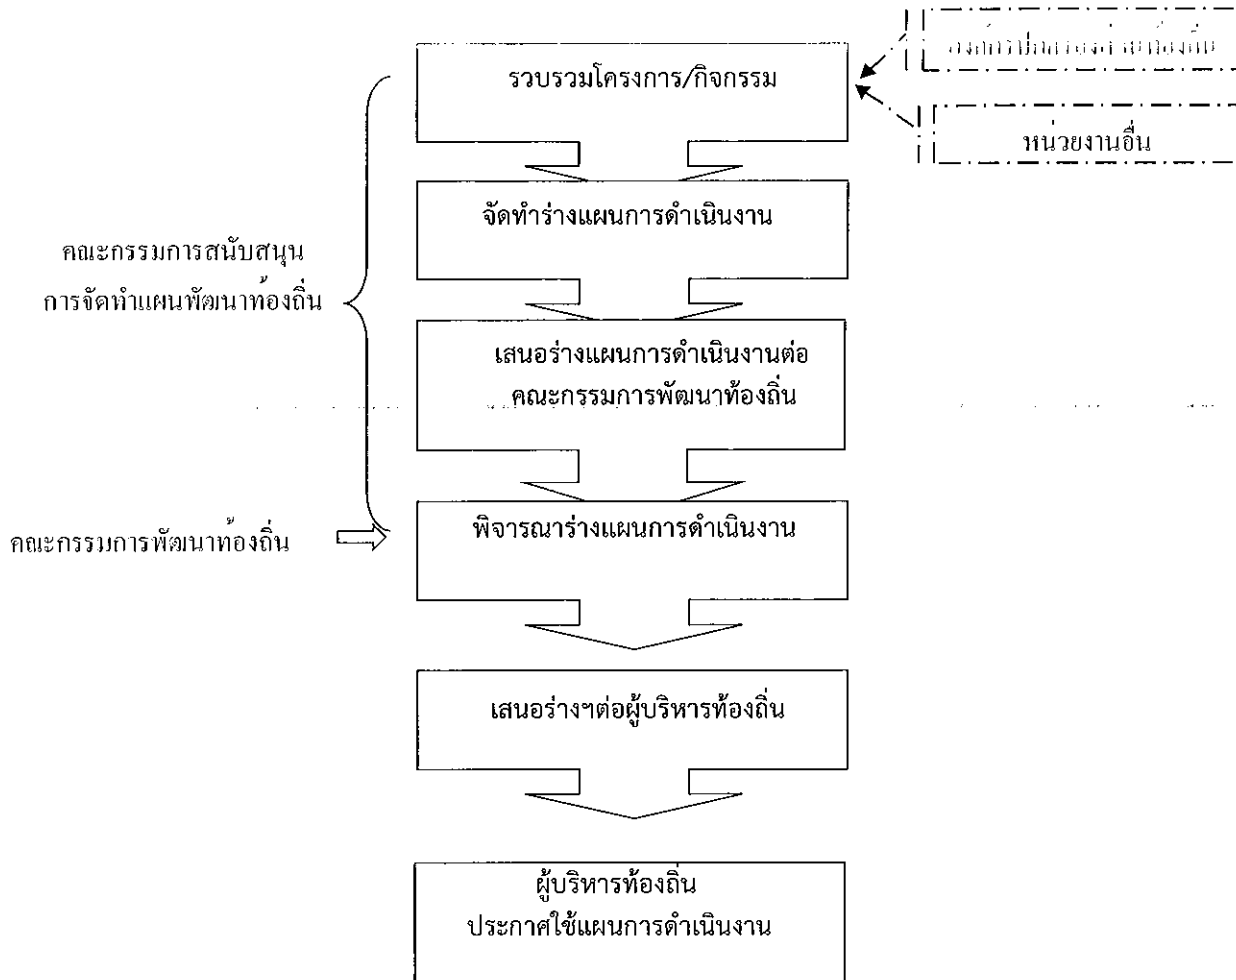 รวบรวมโครงการ/กิจกรรม
หน่วยงานอื่น
จัดทำร่างแผนการดำเนินงาน
คณะกรรมการสนับสนุน
การจัดทำแผนพัฒนาท้องถิ่น
เสนอร่างแผนการดำเนินงานต่อ
คณะกรรมการพัฒนาท้องถิ่น
คณะกรรมการพัฒนาท้องถิ่น
พิจารณาร่างแผนการดำเนินงาน
เสนอร่างฯต่อผู้บริหารท้องถิ่น
ผู้บริหารท้องถิ่น
ประกาศใช้แผนการดำเนินงาน